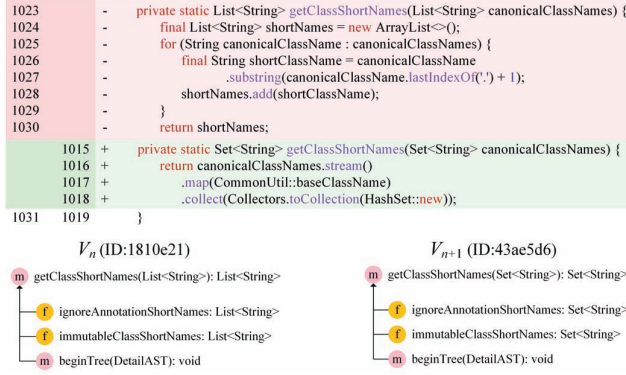 1023 - private static List<String> getClassShortNames(List<String> canonicalClassNames) {
1024 - final List<String> shortNames = new ArrayList<>();
1025 - for (String canonicalClassName : canonicalClassNames) {
1026 - final String shortClassName = canonicalClassName
1027 - .substring(canonicalClassName.lastIndexOf('.') + 1);
1028 - shortNames.add(shortClassName);
1029 - }
1030 - return shortNames;
1015 + private static Set<String> getClassShortNames(Set<String> canonicalClassNames) {
1016 + return canonicalClassNames.stream()
1017 + .map(CommonUtil::baseClassName)
1018 + .collect(Collectors.toCollection(HashSet::new));
1031 1019 }
Vn (ID:1810e21)
m getClassShortNames(List<String>): List<String>
f ignoreAnnotationShortNames: List<String>
f immutableClassShortNames: List<String>
m beginTree(DetailAST): void
Vn+1 (ID:43ae5d6)
m getClassShortNames(Set<String>): Set<String>
f ignoreAnnotationShortNames: Set<String>
f immutableClassShortNames: Set<String>
m beginTree(DetailAST): void